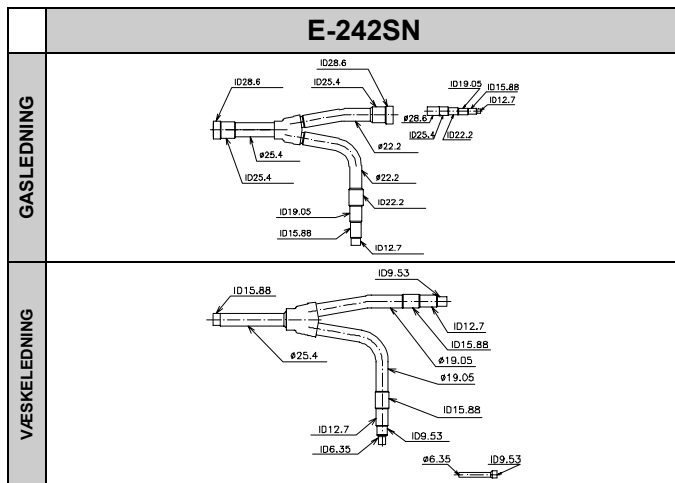 E-242SN
GASLEDNING
ID28.6
ID28.6
ID25.4
ø25.4
ID25.4
ø22.2
ø22.2
ID22.2
ID19.05
ID15.88
ID12.7
ID19.05
ID15.88
ID12.7
ø28.6
ID25.4
ID22.2
VÆSKELEDNING
ID9.53
ID15.88
ID12.7
ID15.88
ø25.4
ø19.05
ø19.05
ID15.88
ID12.7
ID9.53
ID6.35
ø6.35
ID9.53